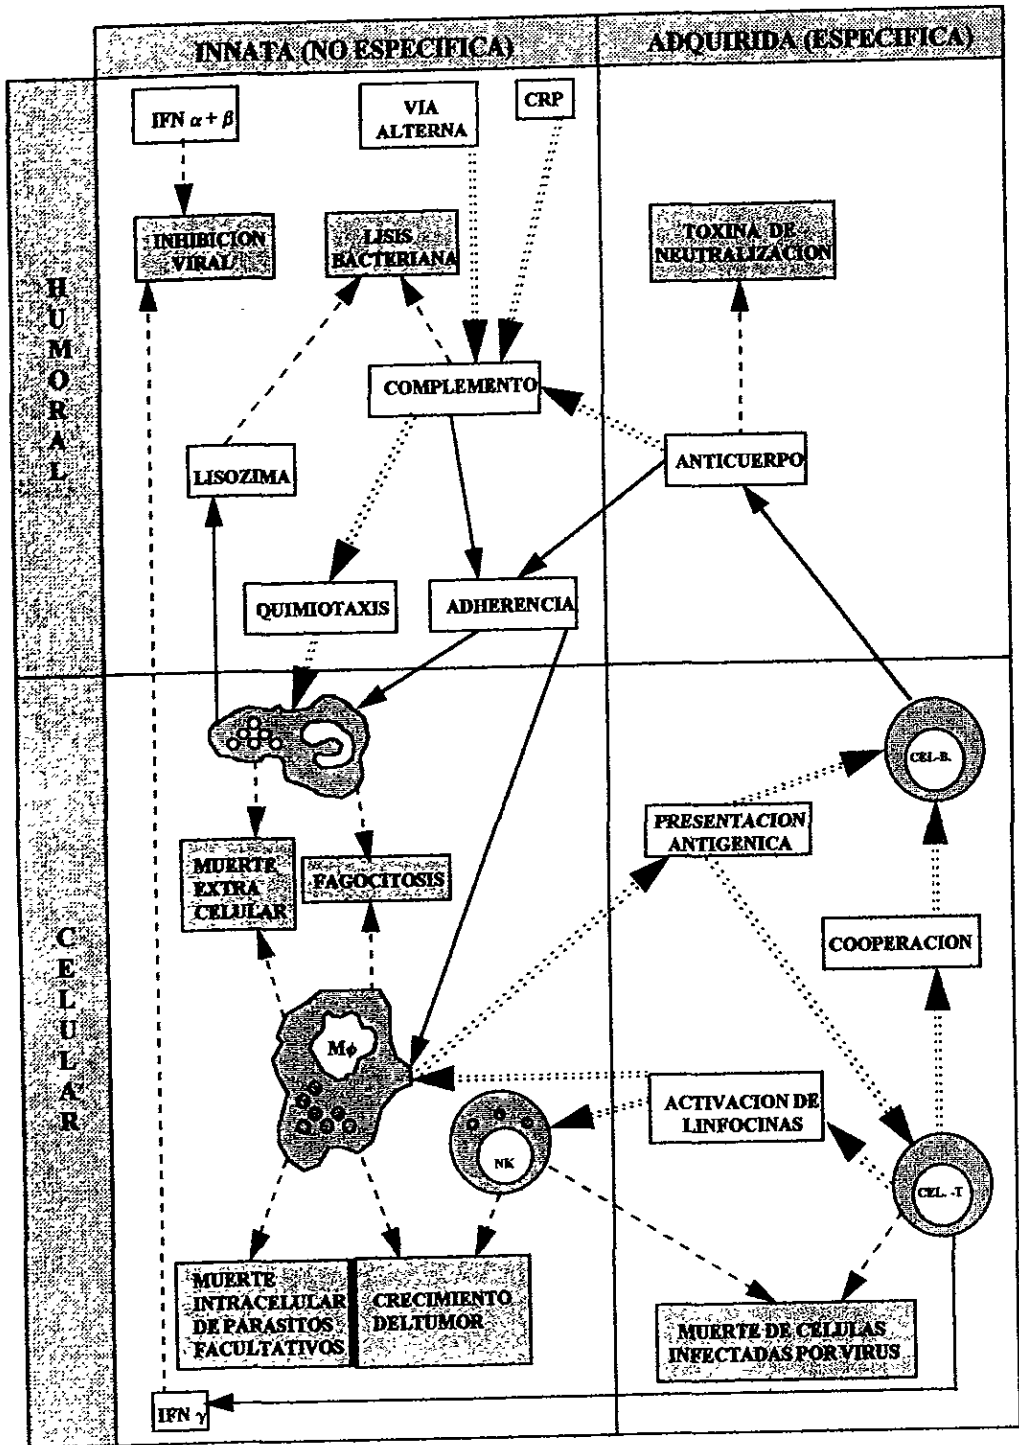 INNATA (NO ESPECIFICA)
ADQUIRIDA (ESPECIFICA)
HUMORAL
IFN α + β
VIA
ALTERNA
CRP
INHIBICION
VIRAL
LISIS
BACTERIANA
TOXINA DE
NEUTRALIZACION
COMPLEMENTO
LISOZIMA
ANTICUERPO
QUIMIOTAXIS
ADHERENCIA
CELULAR
CEL.-B.
PRESENTACION
ANTIGENICA
MUERTE
EXTRA
CELULAR
FAGOCITOSIS
COOPERACION
Mϕ
ACTIVACION DE
LINFOCINAS
NK
CEL. -T
MUERTE
INTRACELULAR
DE PARASITOS
FACULTATIVOS
CRECIMIENTO
DELTUMOR
MUERTE DE CELULAS
INFECTADAS POR VIRUS
IFN γ